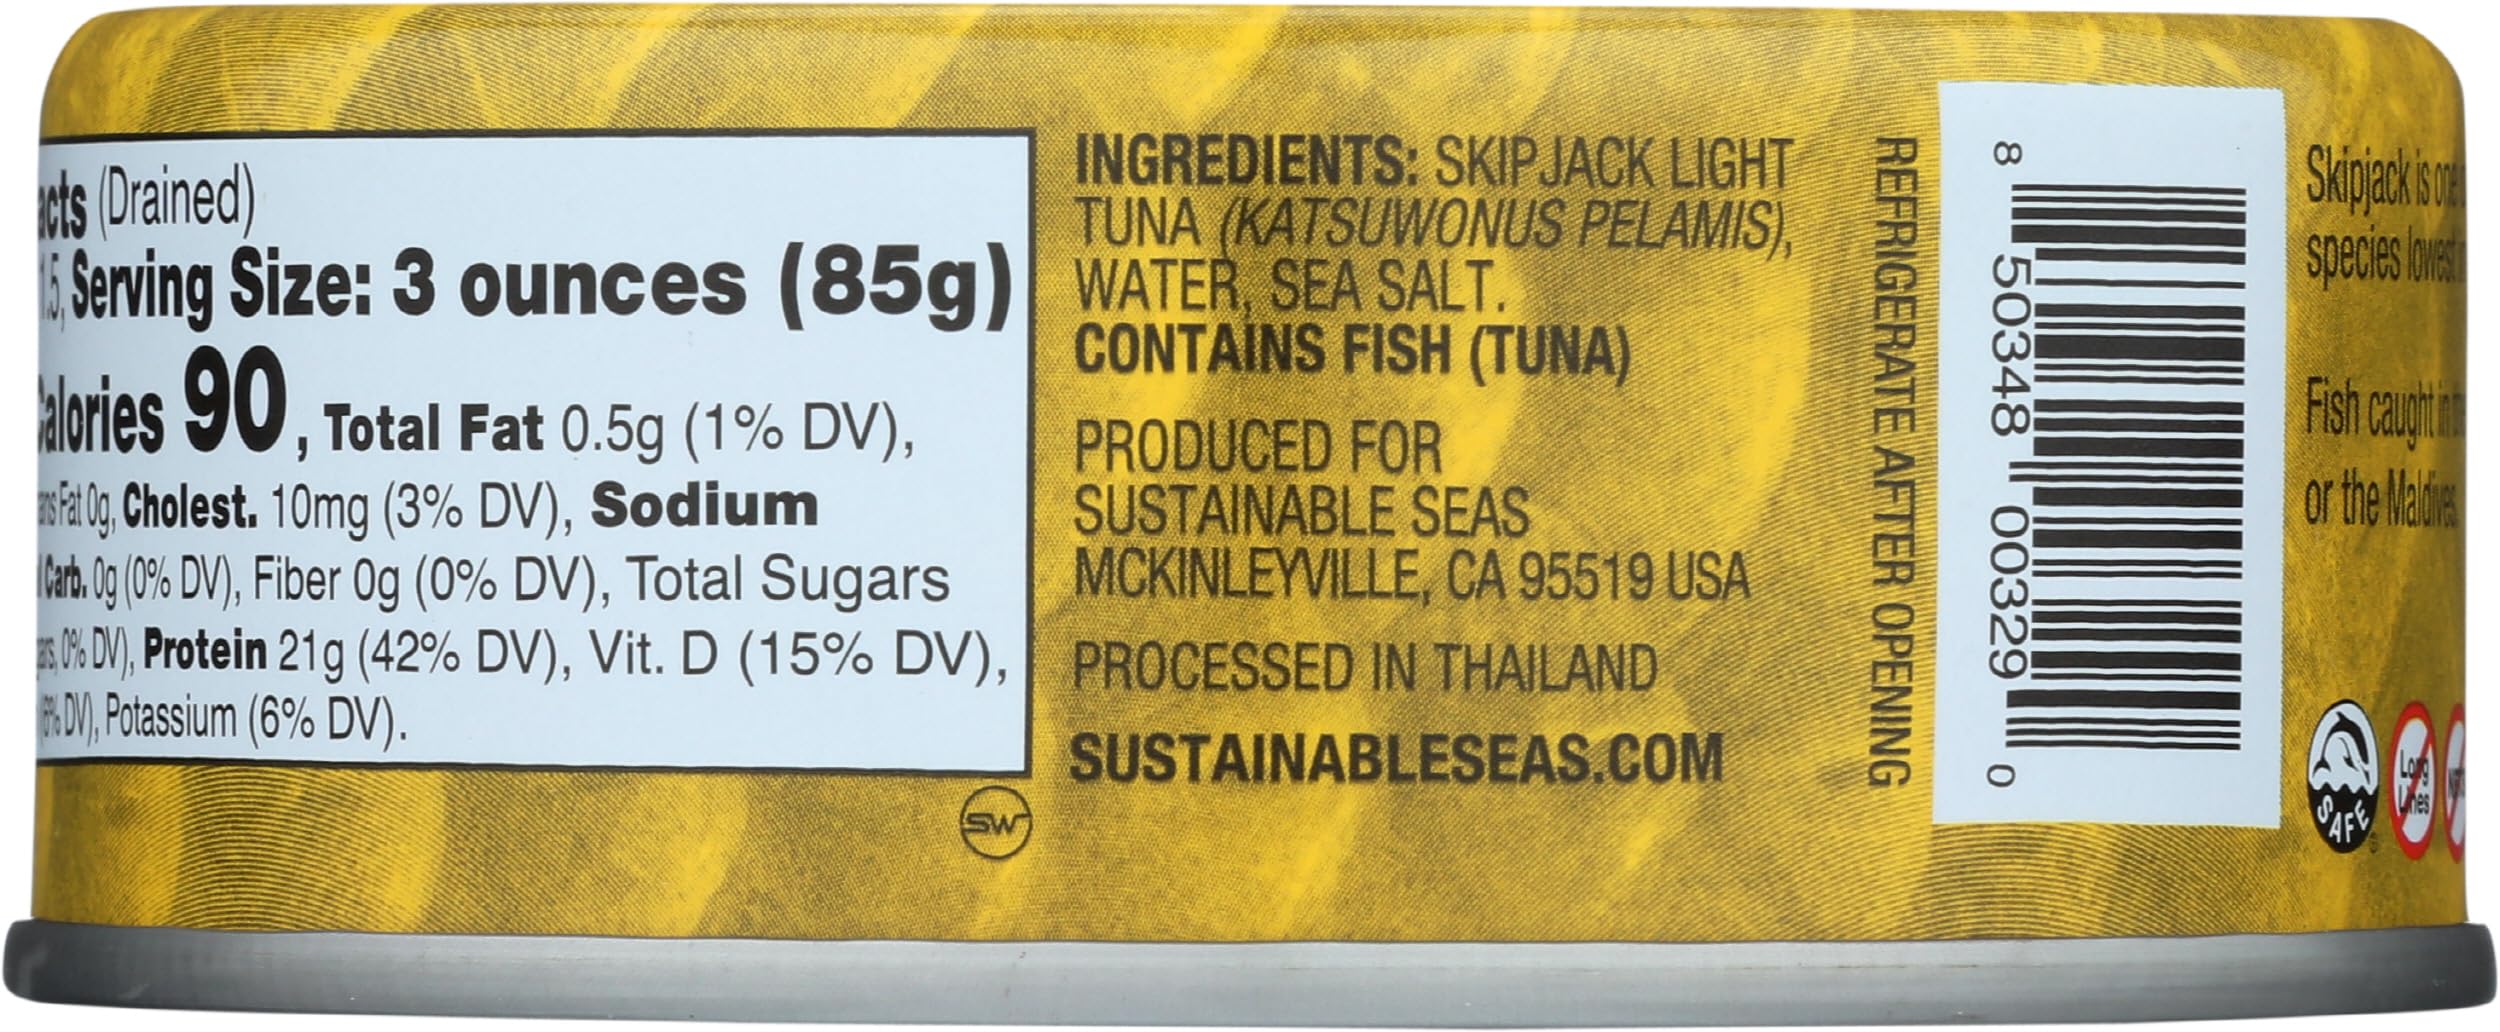 (Drained)
Serving Size: 3 ounces (85g)
Calories 90, Total Fat 0.5g (1% DV),
Fat 0g, Cholest. 10mg (3% DV), Sodium
Carb. 0g (0% DV), Fiber 0g (0% DV), Total Sugars
0% DV), Protein 21g (42% DV), Vit. D (15% DV),
(6% DV), Potassium (6% DV).
SW
INGREDIENTS: SKIPJACK LIGHT
TUNA (KATSUWONUS PELAMIS),
WATER, SEA SALT.
CONTAINS FISH (TUNA)
PRODUCED FOR
SUSTAINABLE SEAS
MCKINLEYVILLE, CA 95519 USA
PROCESSED IN THAILAND
SUSTAINABLESEAS.COM
REFRIGERATE AFTER OPENING
8 50348 00329 0
Skipjack is one
species lowest
Fish caught in
or the Maldives.
SAFE
Long
Lines